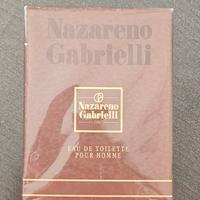 Nazareno
Gabrielli
Nazareno
Gabrielli
EAU DE TOILETTE
POUR HOMME